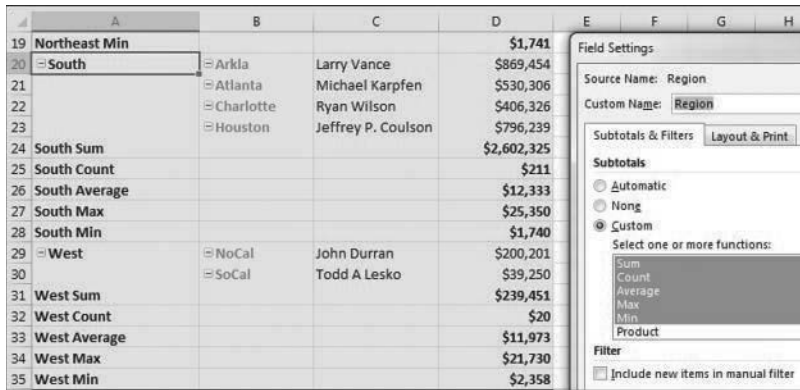 A B C D E F G H
19 Northeast Min $1,741
20 South Arkla Larry Vance $869,454
21 Atlanta Michael Karpfen $530,306
22 Charlotte Ryan Wilson $406,326
23 Houston Jeffrey P. Coulson $796,239
24 South Sum $2,602,325
25 South Count $211
26 South Average $12,333
27 South Max $25,350
28 South Min $1,740
29 West NoCal John Durran $200,201
30 SoCal Todd A Lesko $39,250
31 West Sum $239,451
32 West Count $20
33 West Average $11,973
34 West Max $21,730
35 West Min $2,358
Field Settings
Source Name: Region
Custom Name: Region
Subtotals & Filters Layout & Print
Subtotals
Automatic
None
Custom
Select one or more functions:
Sum
Count
Average
Max
Min
Product
Filter
Include new items in manual filter